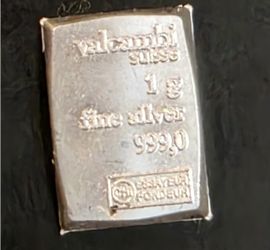 valcambi
suisse
1 g
fine silver
999,0
ESSAYEUR
FONDEUR